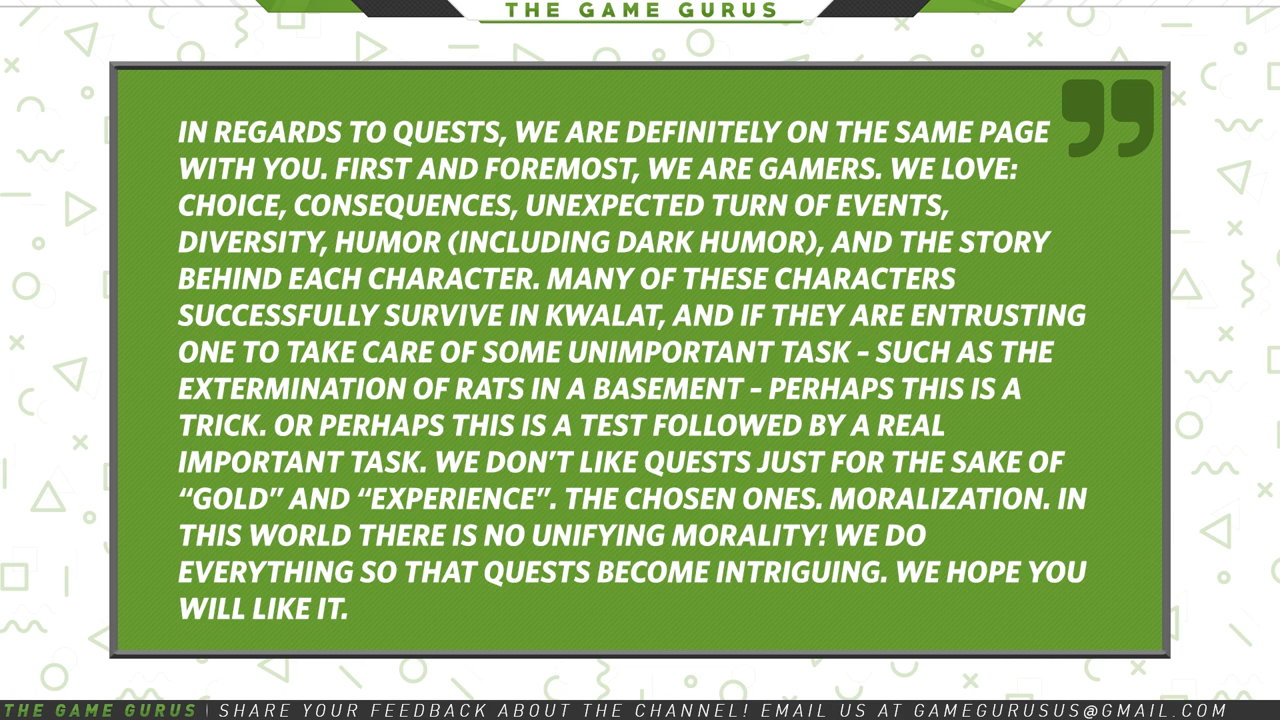 THE GAME GURUS
IN REGARDS TO QUESTS, WE ARE DEFINITELY ON THE SAME PAGE
WITH YOU. FIRST AND FOREMOST, WE ARE GAMERS. WE LOVE:
CHOICE, CONSEQUENCES, UNEXPECTED TURN OF EVENTS,
DIVERSITY, HUMOR (INCLUDING DARK HUMOR), AND THE STORY
BEHIND EACH CHARACTER. MANY OF THESE CHARACTERS
SUCCESSFULLY SURVIVE IN KWALAT, AND IF THEY ARE ENTRUSTING
ONE TO TAKE CARE OF SOME UNIMPORTANT TASK – SUCH AS THE
EXTERMINATION OF RATS IN A BASEMENT – PERHAPS THIS IS A
TRICK. OR PERHAPS THIS IS A TEST FOLLOWED BY A REAL
IMPORTANT TASK. WE DON’T LIKE QUESTS JUST FOR THE SAKE OF
“GOLD” AND “EXPERIENCE”. THE CHOSEN ONES. MORALIZATION. IN
THIS WORLD THERE IS NO UNIFYING MORALITY! WE DO
EVERYTHING SO THAT QUESTS BECOME INTRIGUING. WE HOPE YOU
WILL LIKE IT.
THE GAME GURUS | SHARE YOUR FEEDBACK ABOUT THE CHANNEL! EMAIL US AT GAMEGURUSUS@GMAIL.COM